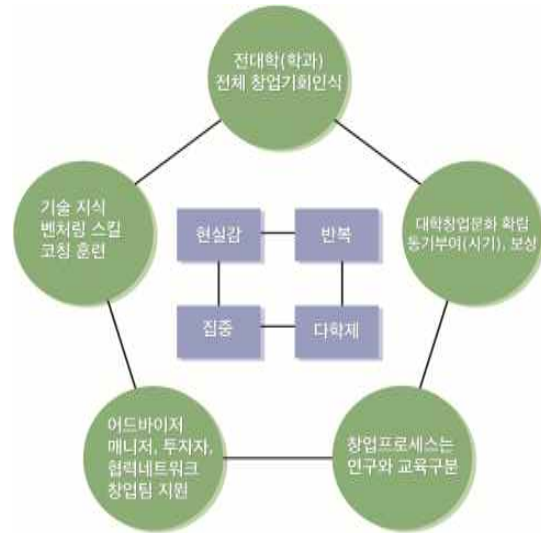 전대학(학과)
전체 창업기회인식
기술 지식
벤처링 스킬
코칭 훈련
현실감
반복
대학창업문화 확립
동기부여(사기), 보상
집중
다학제
어드바이저
매니저, 투자자,
협력네트워크
창업팀 지원
창업프로세스는
연구와 교육구분